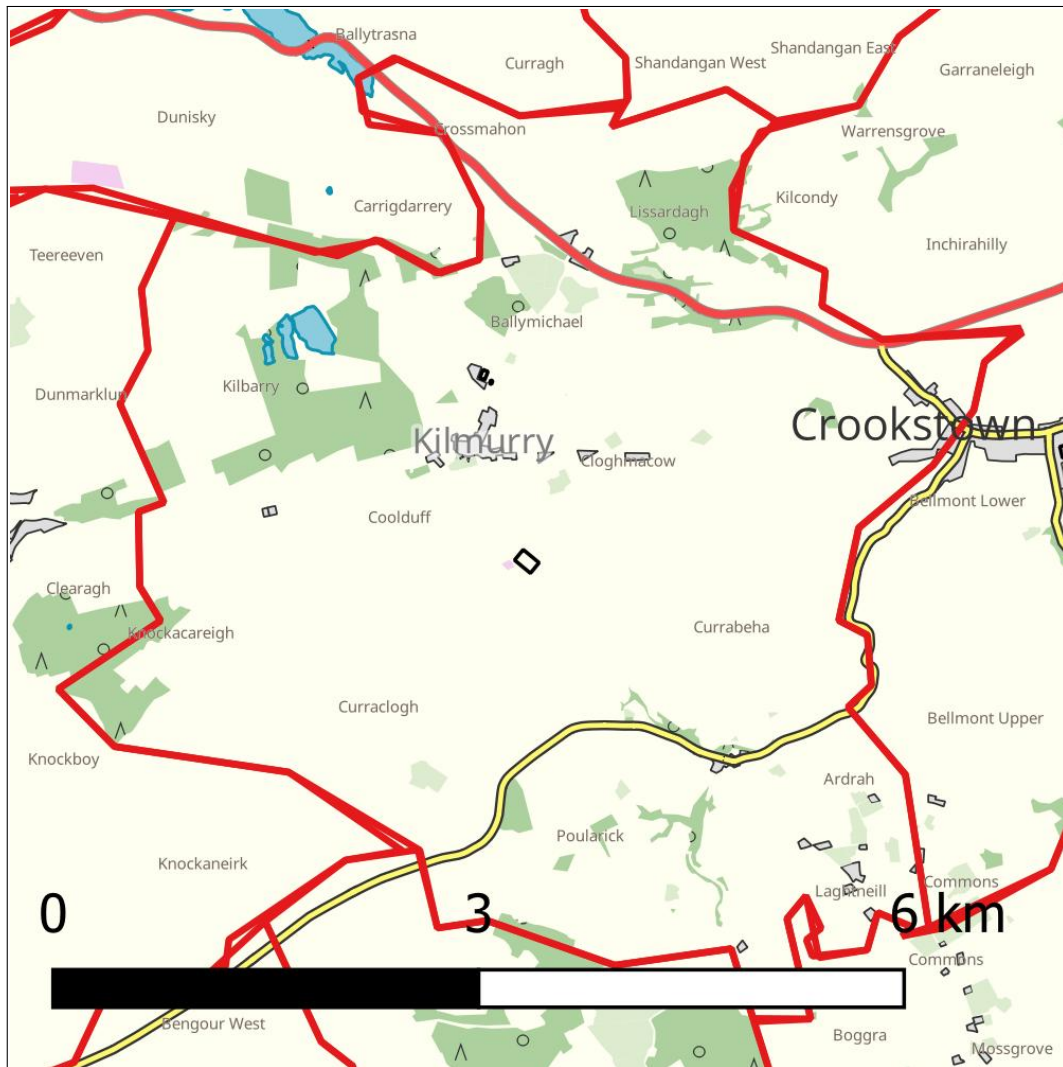 Ballytrasna
Curragh
Shandangan West
Shandangan East
Garraneleigh
Dunisky
Crossmahon
Warrensgrove
Carrigdarrery
Lissardagh
Kilcondy
Teereeven
Inchirahilly
Ballymichael
Kilbarry
Dunmarklun
Kilmurry
Crookstown
Cloghmacow
Coolduff
Bellmont Lower
Clearagh
Knockacareigh
Currabeha
Curraclogh
Bellmont Upper
Knockboy
Ardrah
Poularick
Knockaneirk
Laghtneill
Commons
0 3 6 km
Commons
Bengour West
Boggra
Mossgrove